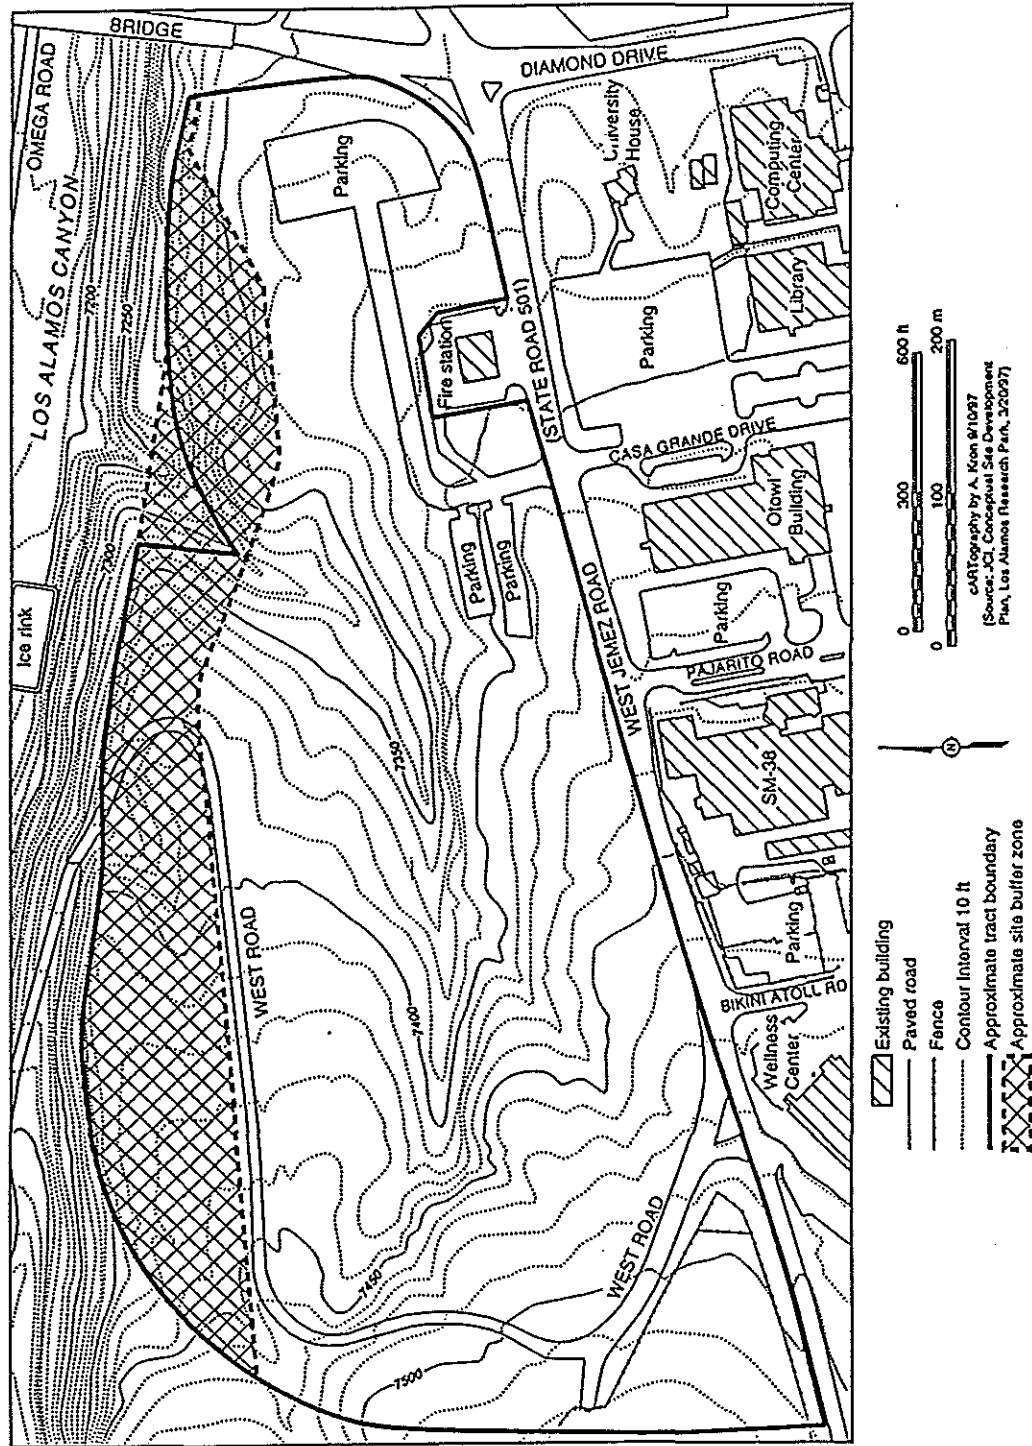 BRIDGE
OMEGA ROAD
LOS ALAMOS CANYON
7700
7250
7300
Ice rink
DIAMOND DRIVE
University
House
Computing
Center
Library
Parking
Parking
Fire station
(STATE ROAD 501)
CASA GRANDE DRIVE
Otowi
Building
Parking
Parking
WEST JEMEZ ROAD
Parking
PAJARITO ROAD
7350
SM-38
7400
WEST ROAD
Parking
BIKINI ATOLL RD
Wellness
Center
7450
WEST ROAD
7500
Existing building
Paved road
Fence
Contour Interval 10 ft
Approximate tract boundary
Approximate site buffer zone
N
0 300 600 ft
0 100 200 m
cARTography by A. Kron 9/10/97
(Source: JCI, Conceptual Site Development
Plan, Los Alamos Research Park, 3/20/97)